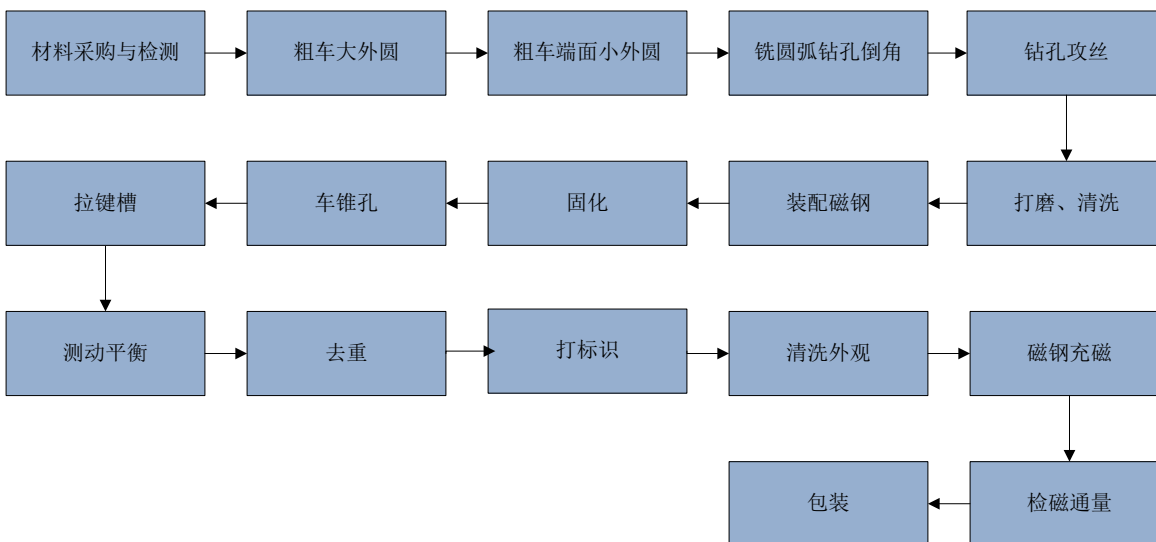 材料采购与检测
粗车大外圆
粗车端面小外圆
铣圆弧钻孔倒角
钻孔攻丝
打磨、清洗
装配磁钢
固化
车锥孔
拉键槽
测动平衡
去重
打标识
清洗外观
磁钢充磁
检磁通量
包装